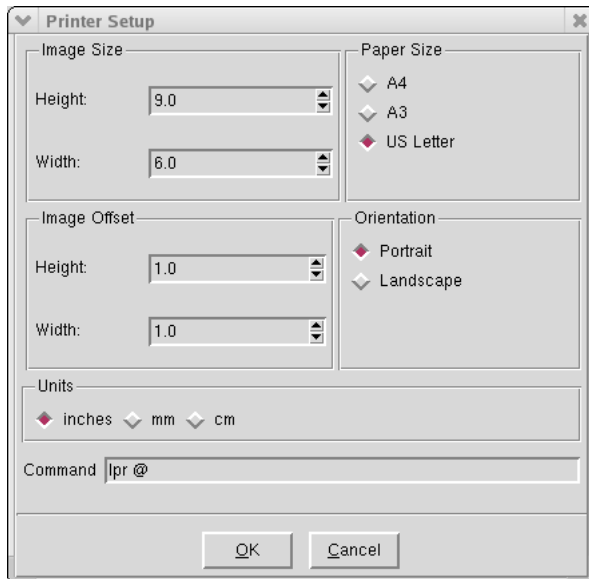 Printer Setup
Image Size
Height: 9.0
Width: 6.0
Paper Size
A4
A3
US Letter
Image Offset
Height: 1.0
Width: 1.0
Orientation
Portrait
Landscape
Units
inches mm cm
Command lpr @
OK Cancel